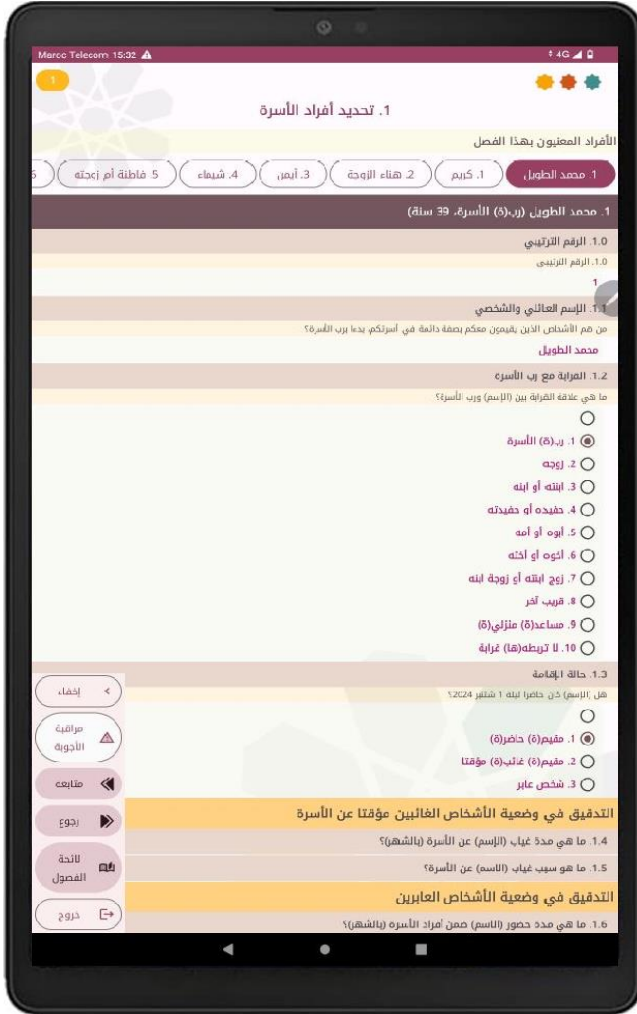 Maroc Telecom 15:32
4G
1
1. تحديد أفراد الأسرة
الأفراد المعنيون بهذا الفصل
1. محمد الطويل
1. كريم
2. هناء الزوجة
3. أيمن
4. شيماء
5. فاطنة أم زوجته
6
1. محمد الطويل (رب(ة) الأسرة، 39 سنة)
1.0. الرقم الترتيبي
1.0. الرقم الترتيبي
1
1.1. الإسم العائلي والشخصي
من هم الأشخاص الذين يقيمون معكم بصفة دائمة في أسرتكم، بدءا برب الأسرة؟
محمد الطويل
1.2. القرابة مع رب الأسرة
ما هي علاقة القرابة بين (الإسم) ورب الأسرة؟
1. رب(ة) الأسرة
2. زوجه
3. ابنته أو ابنه
4. حفيده أو حفيدته
5. أبوه أو أمه
6. أخوه أو أخته
7. زوج ابنته أو زوجة ابنه
8. قريب آخر
9. مساعد(ة) منزلي(ة)
10. لا تربطه(ها) قرابة
1.3. حالة الإقامة
هل (الإسم) كان حاضرا ليلة 1 شتنبر 2024؟
1. مقيم(ة) حاضر(ة)
2. مقيم(ة) غائب(ة) مؤقتا
3. شخص عابر
التدقيق في وضعية الأشخاص الغائبين مؤقتا عن الأسرة
1.4. ما هي مدة غياب (الإسم) عن الأسرة (بالشهر)؟
1.5. ما هو سبب غياب (الاسم) عن الأسرة؟
التدقيق في وضعية الأشخاص العابرين
1.6. ما هي مدة حضور (الاسم) ضمن أفراد الأسرة (بالشهر)؟
إخفاء
مراقبة
الأجوبة
متابعة
رجوع
لائحة
الفصول
خروج